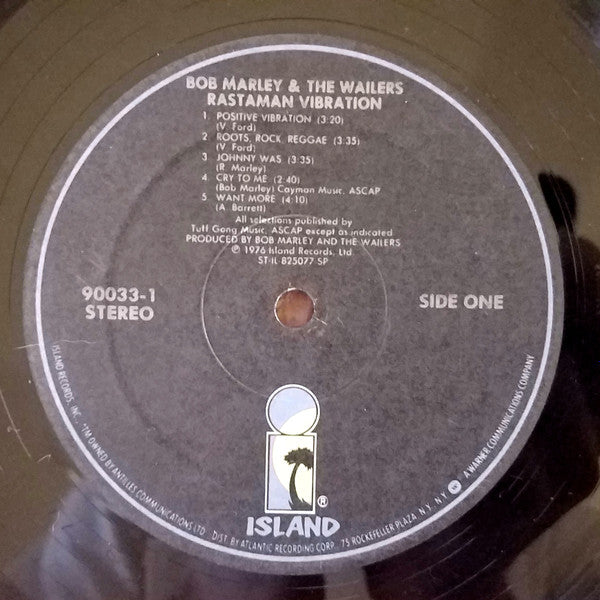 BOB MARLEY & THE WAILERS
RASTAMAN VIBRATION
1. POSITIVE VIBRATION (3:20)
(V. Ford)
2. ROOTS, ROCK, REGGAE (3:35)
(V. Ford)
3. JOHNNY WAS (3:35)
(R. Marley)
4. CRY TO ME (2:40)
(Bob Marley) Cayman Music, ASCAP
5. WANT MORE (4:10)
(A. Barrett)
All selections published by
Tuff Gong Music, ASCAP except as indicated
PRODUCED BY BOB MARLEY AND THE WAILERS
℗ 1976 Island Records, Ltd.
ST-IL 825077 SP
90033-1
STEREO
SIDE ONE
i
®
ISLAND
ISLAND RECORDS, INC. *TM OWNED BY ANTILLES COMMUNICATIONS LTD. DIST. BY ATLANTIC RECORDING CORP. 75 ROCKEFELLER PLAZA, N.Y., N.Y. A WARNER COMMUNICATIONS COMPANY